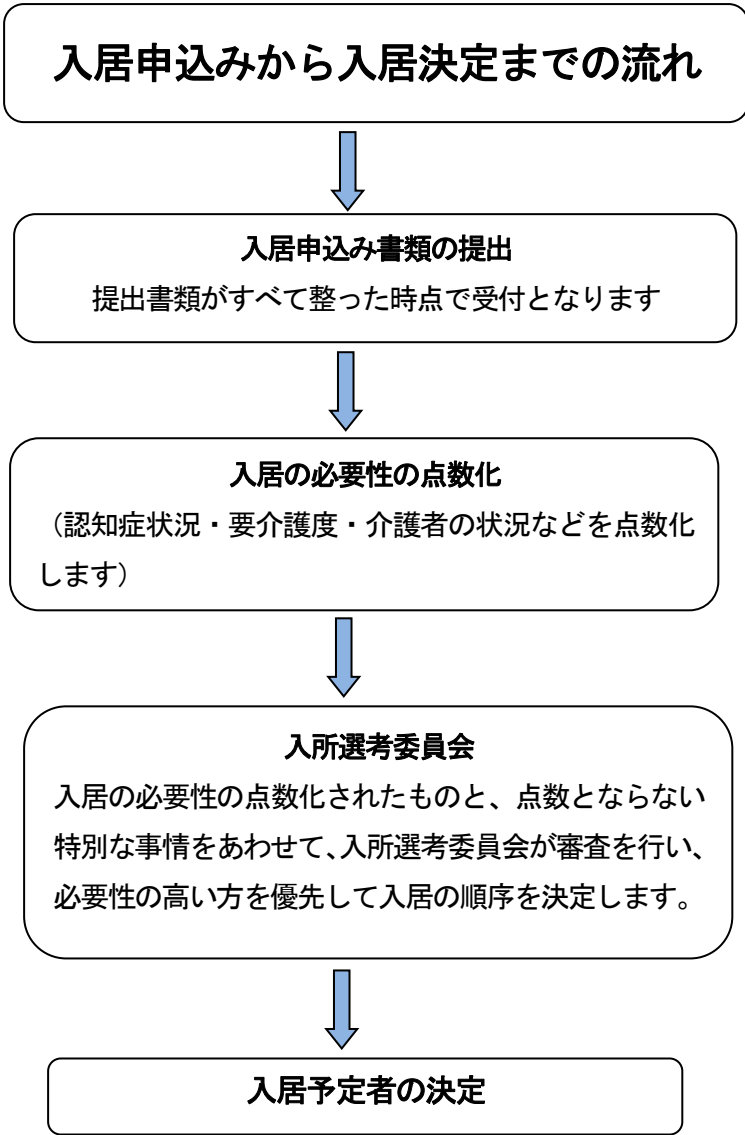 入居申込みから入居決定までの流れ
入居申込み書類の提出
提出書類がすべて整った時点で受付となります
入居の必要性の点数化
（認知症状況・要介護度・介護者の状況などを点数化
します）
入所選考委員会
入居の必要性の点数化されたものと、点数とならない
特別な事情をあわせて、入所選考委員会が審査を行い、
必要性の高い方を優先して入居の順序を決定します。
入居予定者の決定